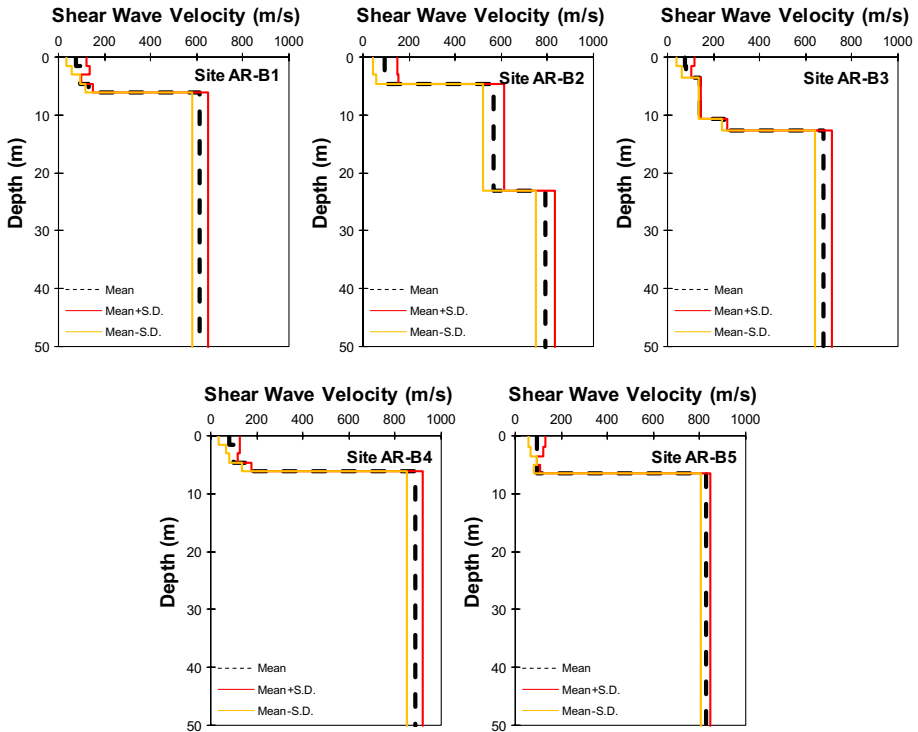 Shear Wave Velocity (m/s)
0 200 400 600 800 1000
Site AR-B1
Depth (m)
0
10
20
30
40
50
Mean
Mean+S.D.
Mean-S.D.
Shear Wave Velocity (m/s)
0 200 400 600 800 1000
Site AR-B2
Depth (m)
0
10
20
30
40
50
Mean
Mean+S.D.
Mean-S.D.
Shear Wave Velocity (m/s)
0 200 400 600 800 1000
Site AR-B3
Depth (m)
0
10
20
30
40
50
Mean
Mean+S.D.
Mean-S.D.
Shear Wave Velocity (m/s)
0 200 400 600 800 1000
Site AR-B4
Depth (m)
0
10
20
30
40
50
Mean
Mean+S.D.
Mean-S.D.
Shear Wave Velocity (m/s)
0 200 400 600 800 1000
Site AR-B5
Depth (m)
0
10
20
30
40
50
Mean
Mean+S.D.
Mean-S.D.